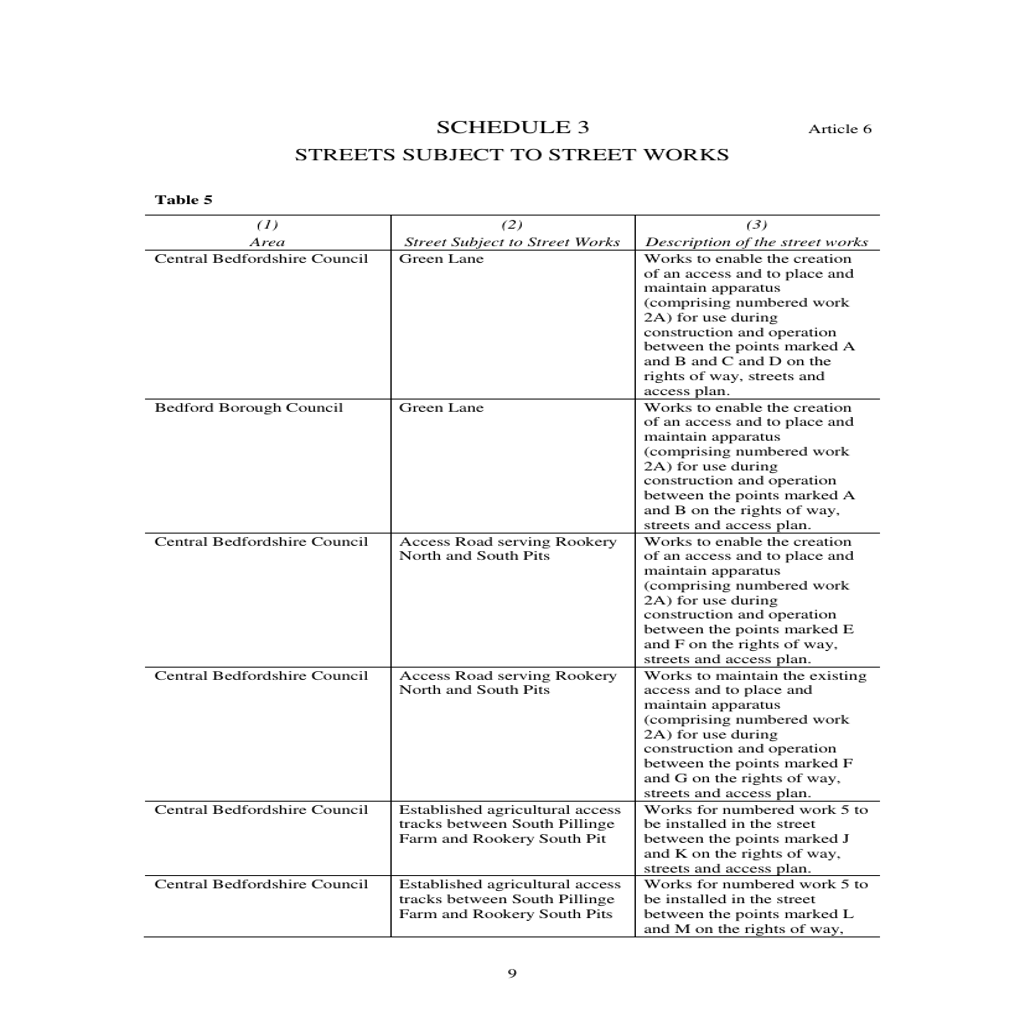 SCHEDULE 3
Article 6
STREETS SUBJECT TO STREET WORKS
Table 5
(1)
Area
(2)
Street Subject to Street Works
(3)
Description of the street works
Central Bedfordshire Council
Green Lane
Works to enable the creation
of an access and to place and
maintain apparatus
(comprising numbered work
2A) for use during
construction and operation
between the points marked A
and B and C and D on the
rights of way, streets and
access plan.
Bedford Borough Council
Green Lane
Works to enable the creation
of an access and to place and
maintain apparatus
(comprising numbered work
2A) for use during
construction and operation
between the points marked A
and B on the rights of way,
streets and access plan.
Central Bedfordshire Council
Access Road serving Rookery
North and South Pits
Works to enable the creation
of an access and to place and
maintain apparatus
(comprising numbered work
2A) for use during
construction and operation
between the points marked E
and F on the rights of way,
streets and access plan.
Central Bedfordshire Council
Access Road serving Rookery
North and South Pits
Works to maintain the existing
access and to place and
maintain apparatus
(comprising numbered work
2A) for use during
construction and operation
between the points marked F
and G on the rights of way,
streets and access plan.
Central Bedfordshire Council
Established agricultural access
tracks between South Pillinge
Farm and Rookery South Pit
Works for numbered work 5 to
be installed in the street
between the points marked J
and K on the rights of way,
streets and access plan.
Central Bedfordshire Council
Established agricultural access
tracks between South Pillinge
Farm and Rookery South Pits
Works for numbered work 5 to
be installed in the street
between the points marked L
and M on the rights of way,
9